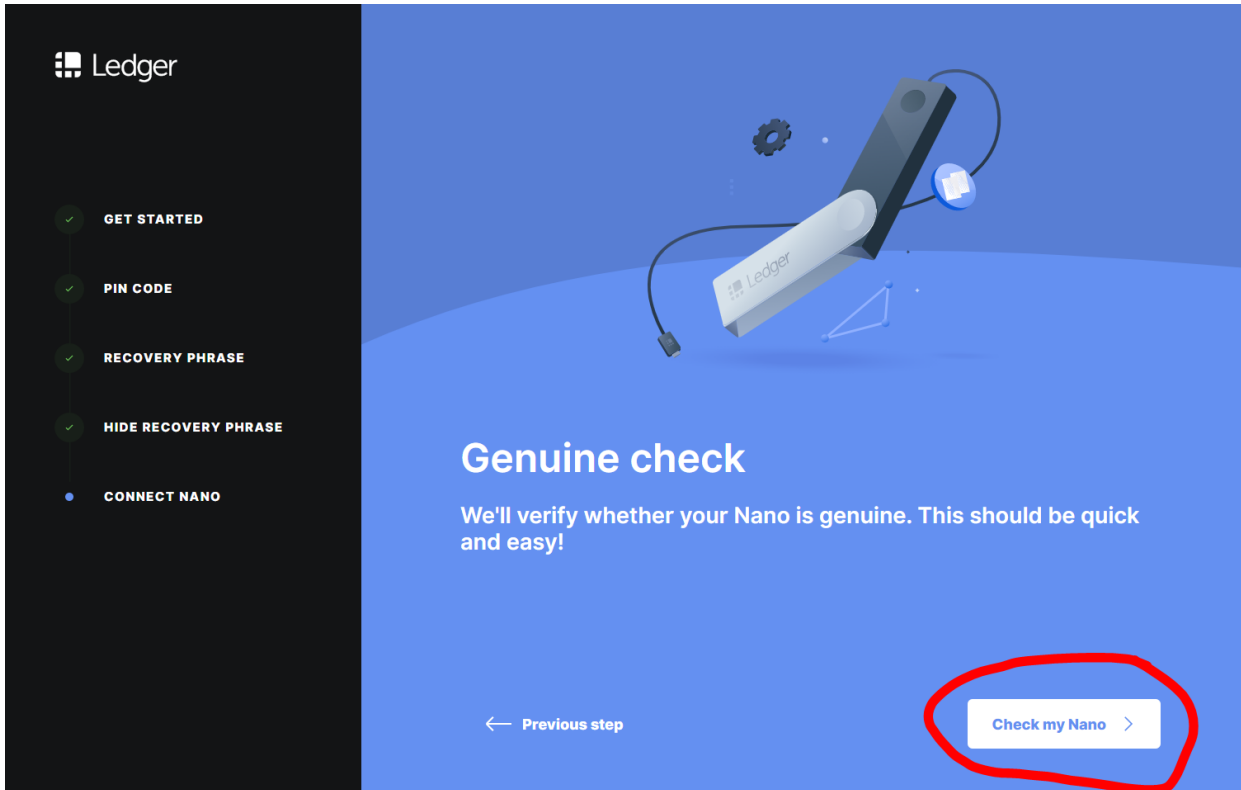 Ledger
GET STARTED
PIN CODE
RECOVERY PHRASE
HIDE RECOVERY PHRASE
CONNECT NANO
Ledger
Genuine check
We'll verify whether your Nano is genuine. This should be quick
and easy!
Previous step
Check my Nano